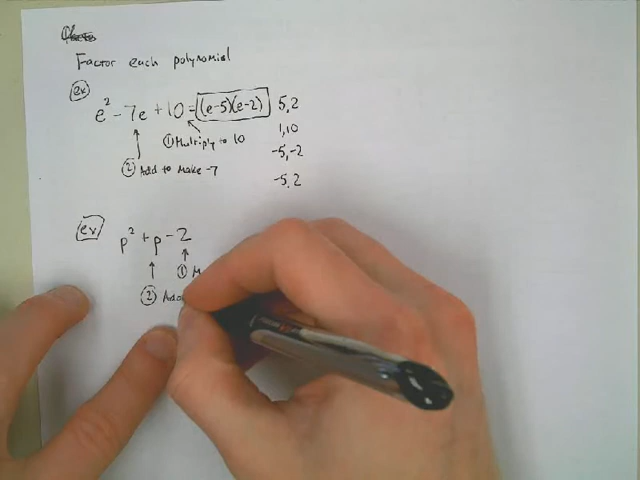 Factor each polynomial
ex
e² - 7e + 10 = (e-5)(e-2) 5,2
① Multiply to 10 1,10
② Add to make -7 -5,-2
-5,2
ex
p² + p - 2
①
②